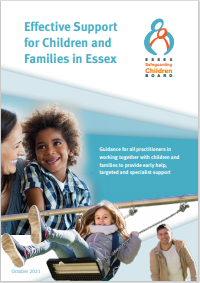 Effective Support
for Children and
Families in Essex
ESSEX
Safeguarding
Children
BOARD
Guidance for all practitioners in
working together with children and
families to provide early help,
targeted and specialist support
October 2021